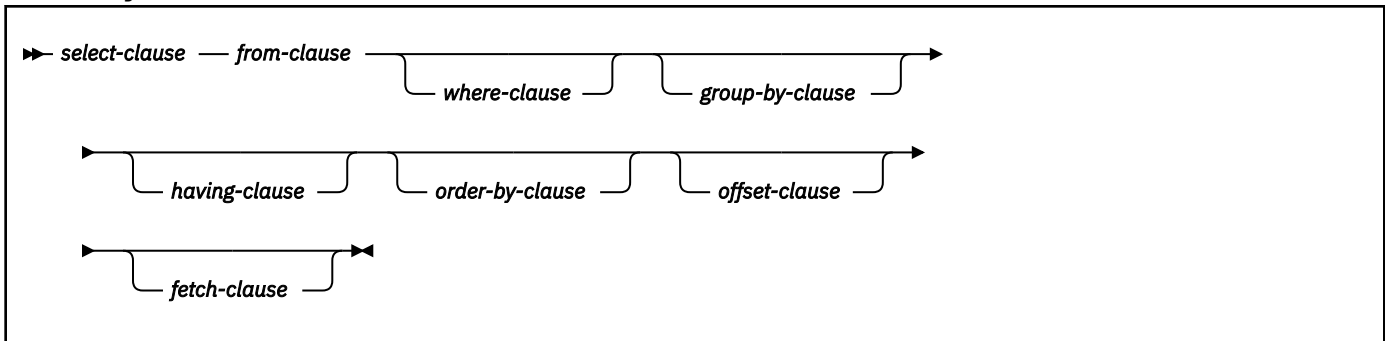 select-clause from-clause
where-clause group-by-clause
having-clause order-by-clause offset-clause
fetch-clause